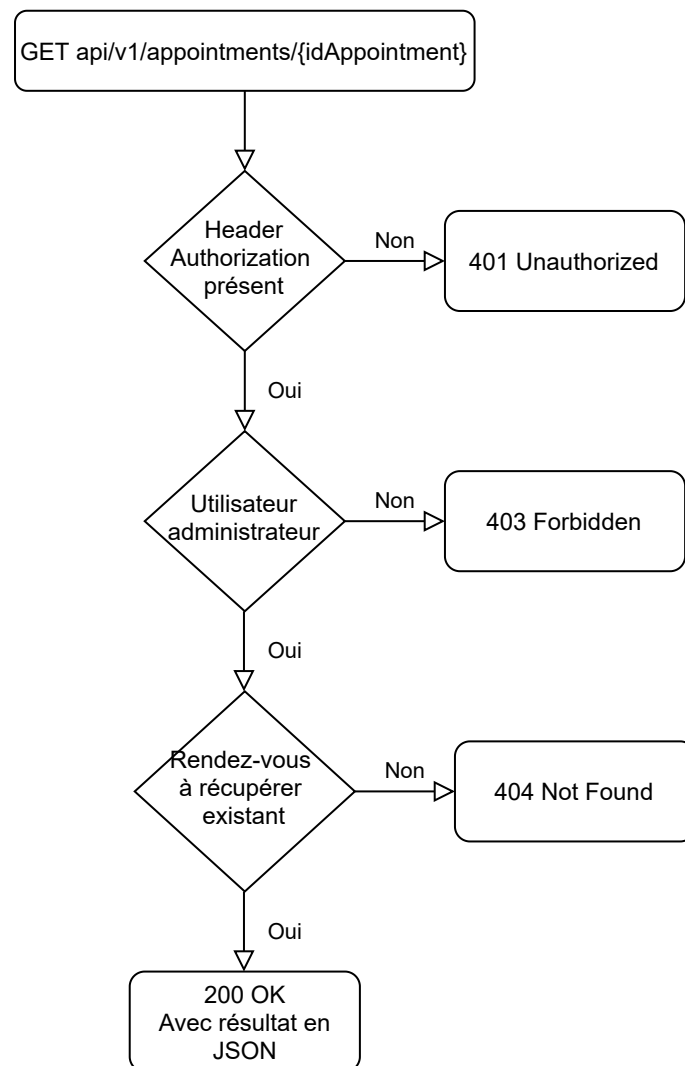 GET api/v1/appointments/{idAppointment}
Header
Authorization
présent
Non
401 Unauthorized
Oui
Utilisateur
administrateur
Non
403 Forbidden
Oui
Rendez-vous
à récupérer
existant
Non
404 Not Found
Oui
200 OK
Avec résultat en
JSON